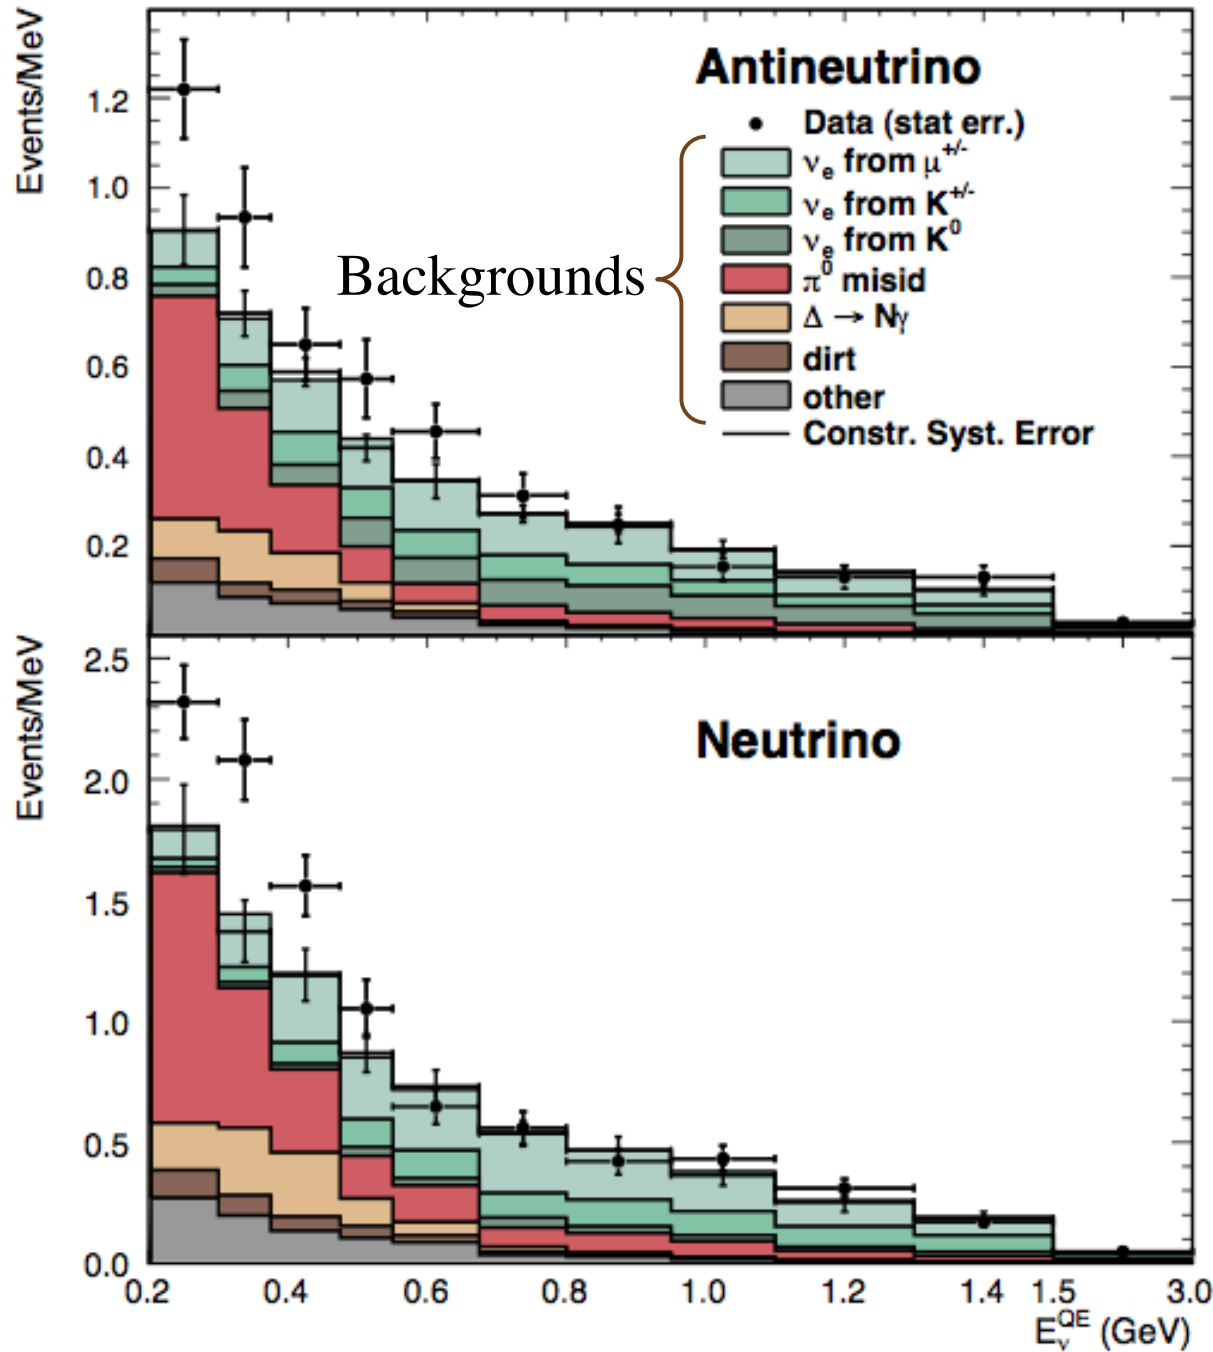 Events/MeV
Antineutrino
Data (stat err.)
νe from μ+/-
νe from K+/-
νe from K0
π0 misid
Δ → Nγ
dirt
other
Constr. Syst. Error
Backgrounds
1.2
1.0
0.8
0.6
0.4
0.2
Events/MeV
Neutrino
2.5
2.0
1.5
1.0
0.5
0.0
0.2 0.4 0.6 0.8 1.0 1.2 1.4 1.5 3.0
EνQE (GeV)